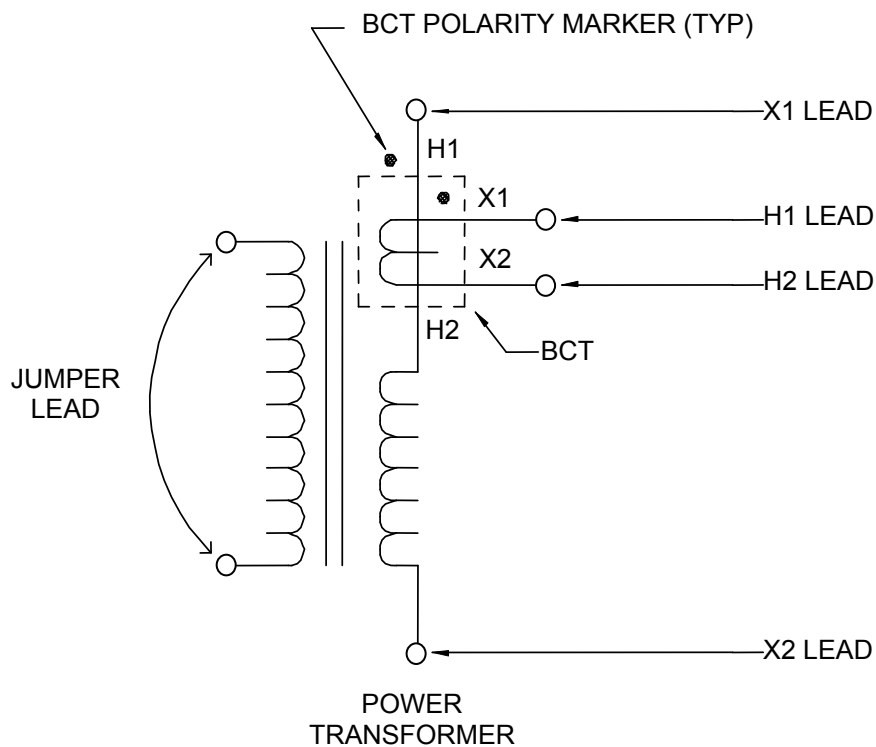 BCT POLARITY MARKER (TYP)
X1 LEAD
H1
X1
H1 LEAD
X2
H2 LEAD
H2
BCT
JUMPER
LEAD
X2 LEAD
POWER
TRANSFORMER